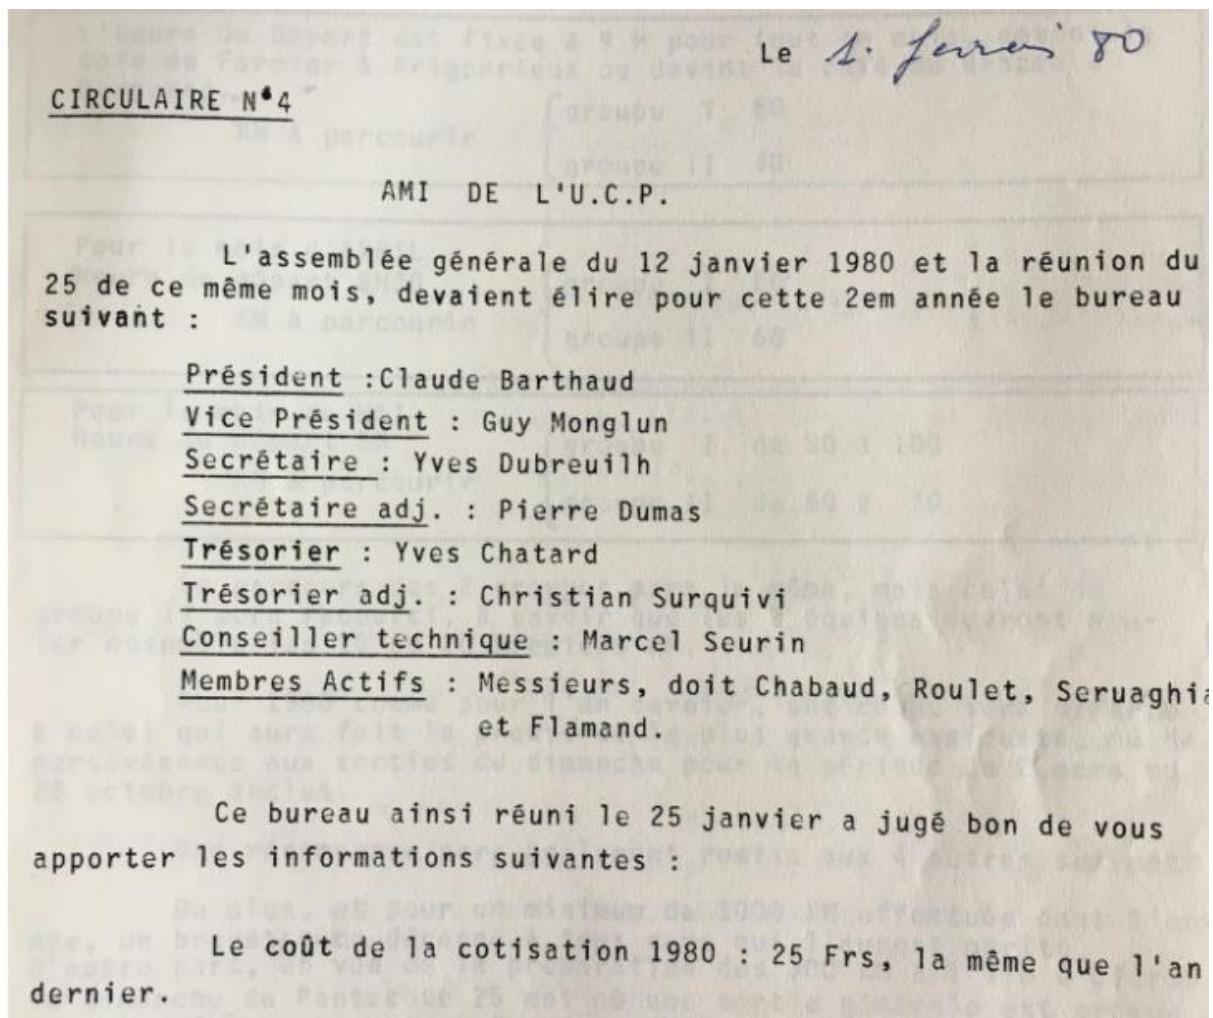 Le 1. février 80
CIRCULAIRE N°4
AMI DE L'U.C.P.
L'assemblée générale du 12 janvier 1980 et la réunion du
25 de ce même mois, devaient élire pour cette 2em année le bureau
suivant :
Président :Claude Barthaud
Vice Président : Guy Monglun
Secrétaire : Yves Dubreuilh
Secrétaire adj. : Pierre Dumas
Trésorier : Yves Chatard
Trésorier adj. : Christian Surquivi
Conseiller technique : Marcel Seurin
Membres Actifs : Messieurs, doit Chabaud, Roulet, Seruaghia
et Flamand.
Ce bureau ainsi réuni le 25 janvier a jugé bon de vous
apporter les informations suivantes :
Le coût de la cotisation 1980 : 25 Frs, la même que l'an
dernier.